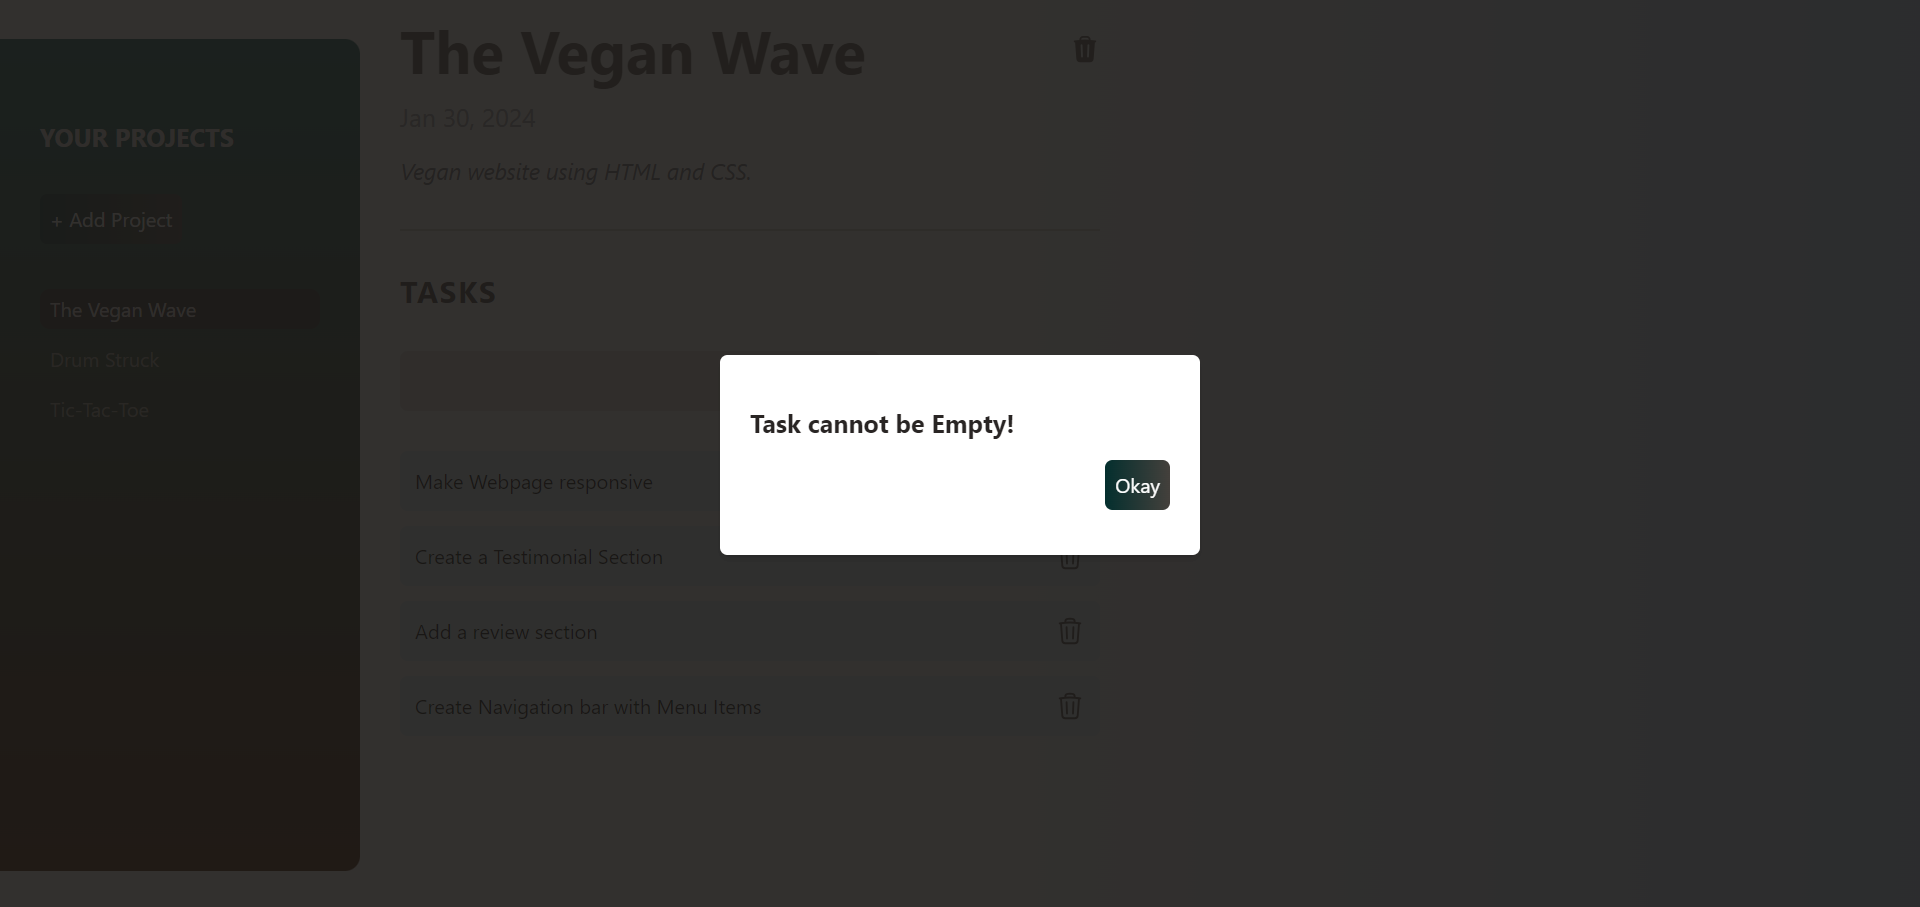 YOUR PROJECTS
+ Add Project
The Vegan Wave
Drum Struck
Tic-Tac-Toe
The Vegan Wave
Jan 30, 2024
Vegan website using HTML and CSS.
TASKS
Task cannot be Empty!
Okay
Make Webpage responsive
Create a Testimonial Section
Add a review section
Create Navigation bar with Menu Items